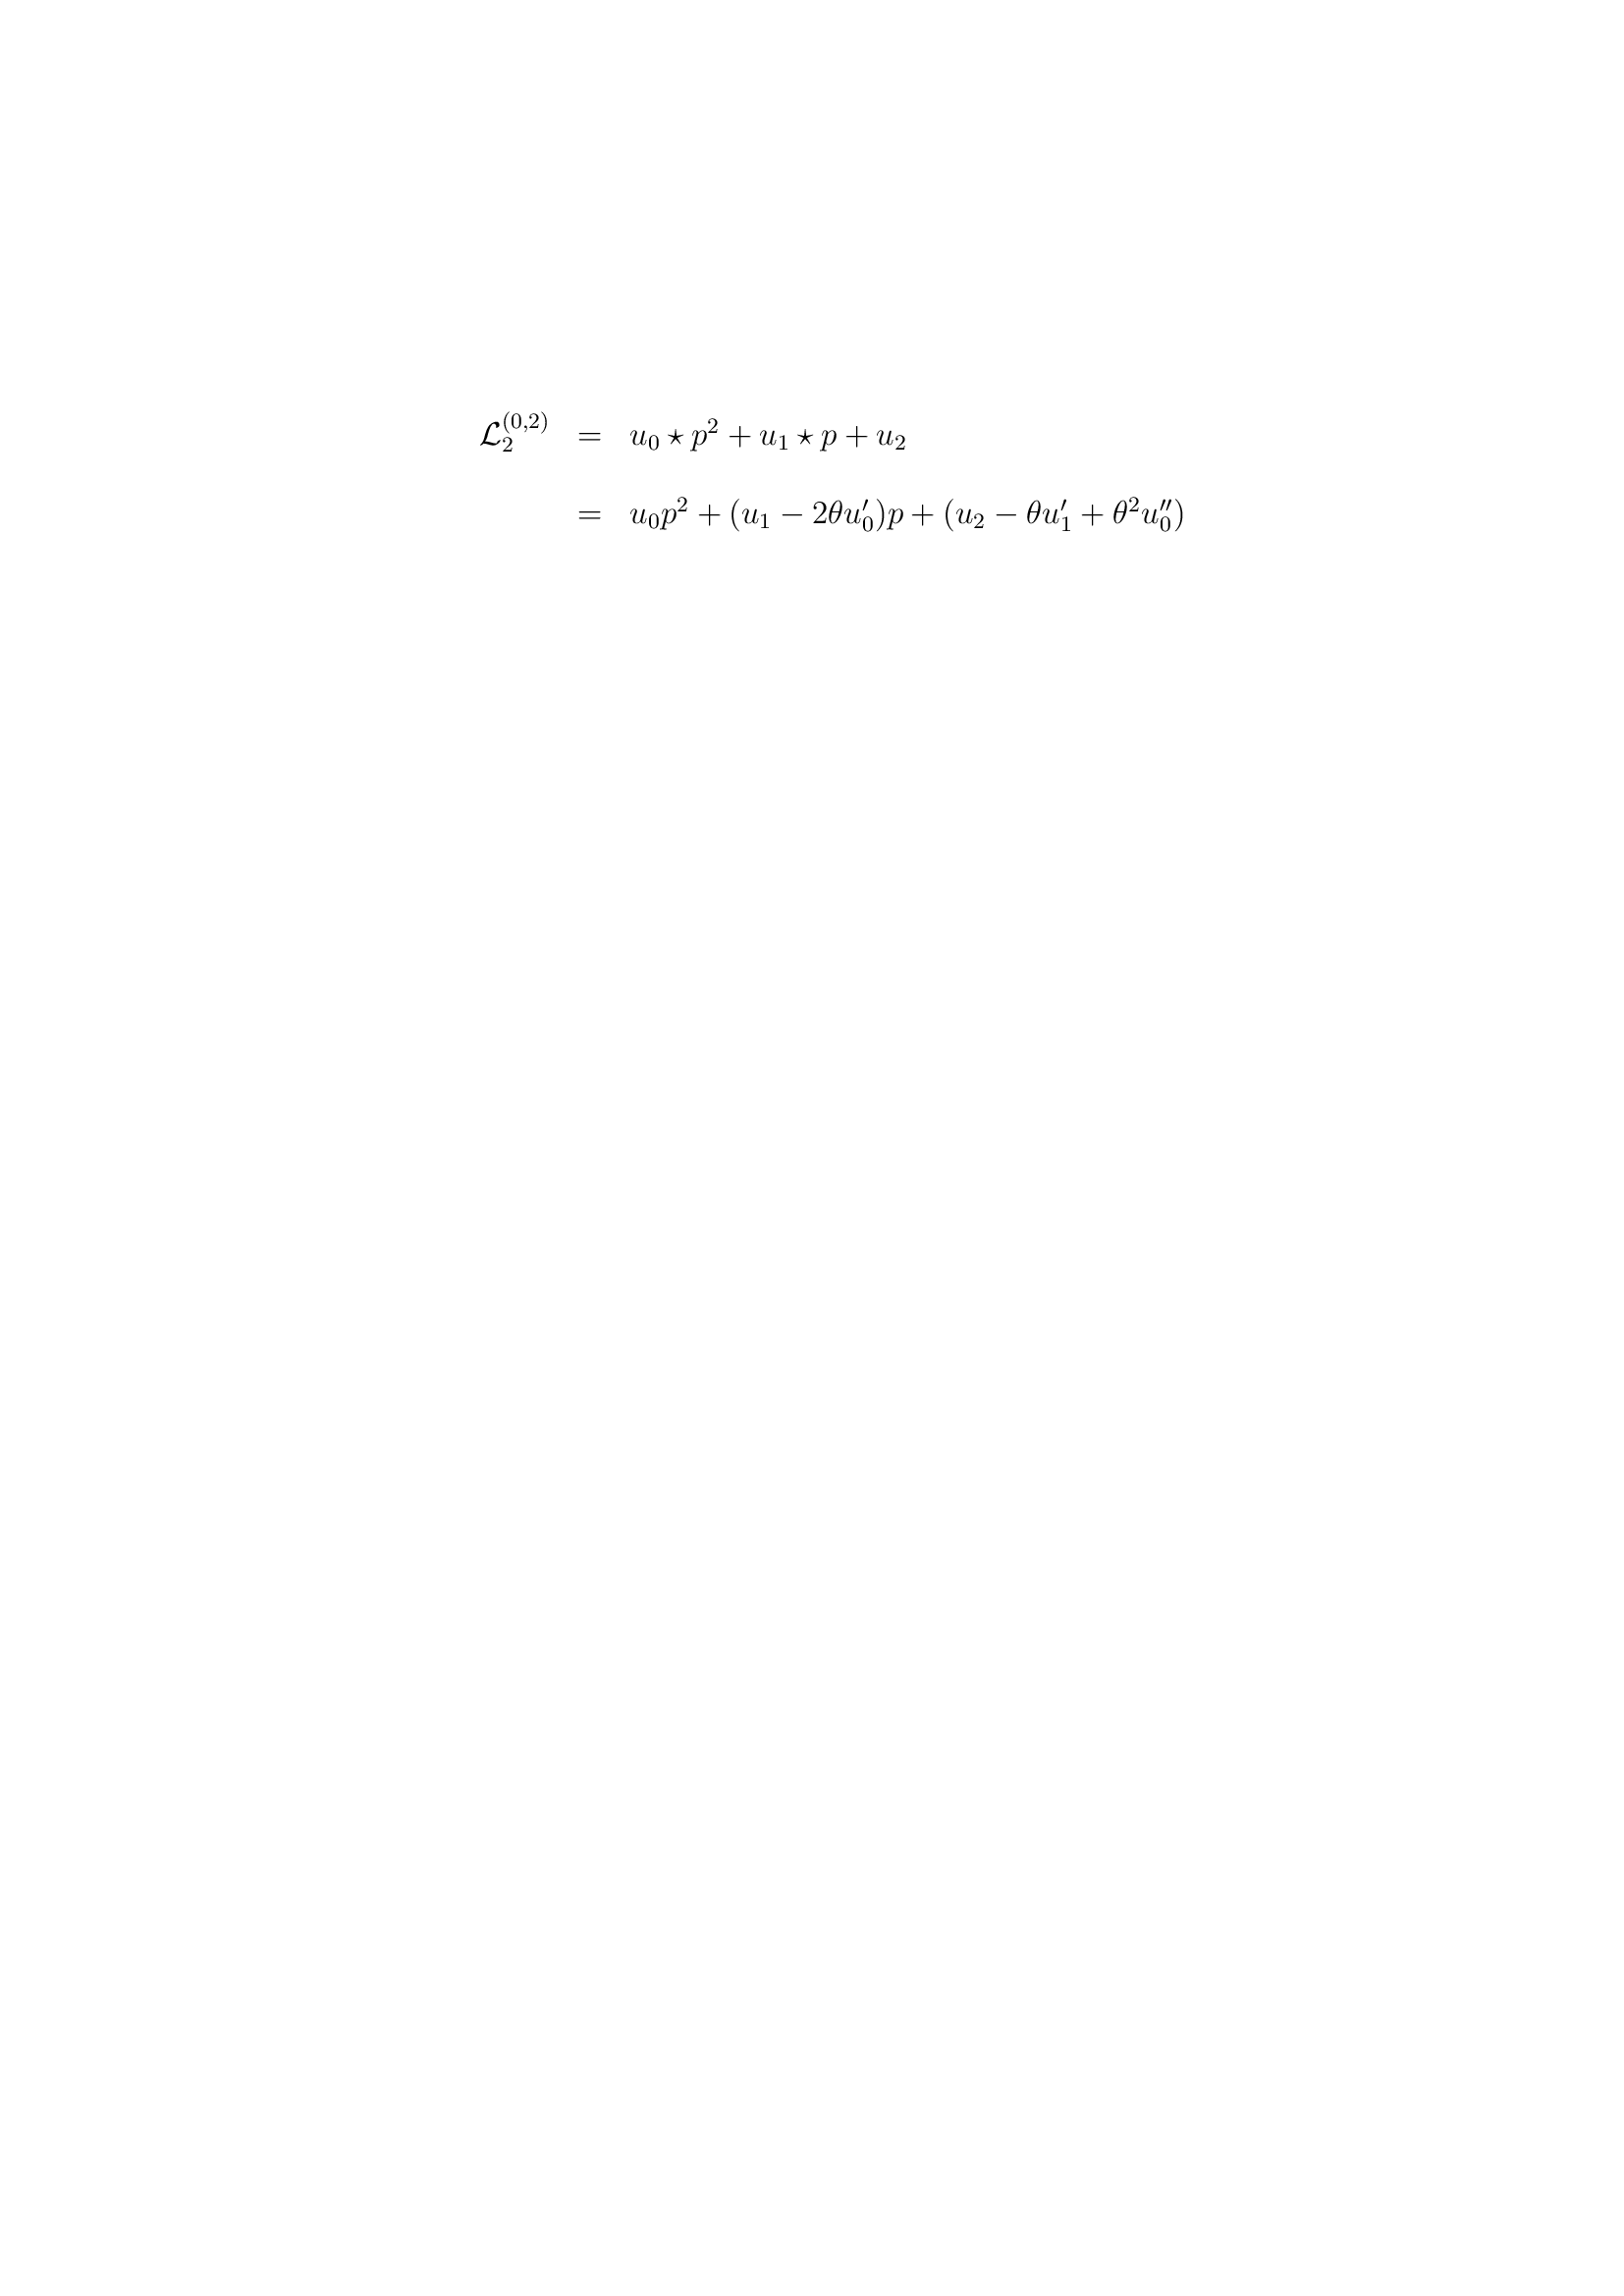 $\mathcal{L}_2^{(0,2)} = u_0 \star p^2 + u_1 \star p + u_2$
$= u_0 p^2 + (u_1 - 2\theta u_0')p + (u_2 - \theta u_1' + \theta^2 u_0'')$